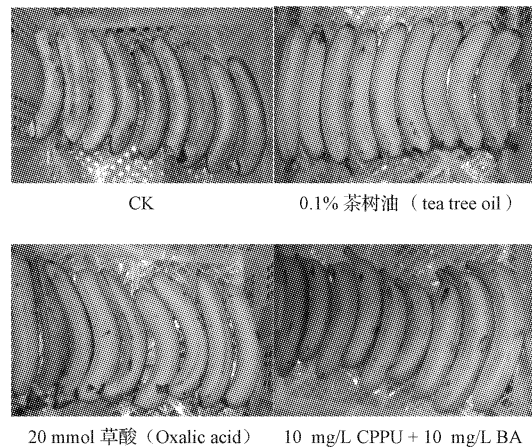 CK
0.1% 茶树油 ( tea tree oil )
20 mmol 草酸（Oxalic acid）
10 mg/L CPPU + 10 mg/L BA